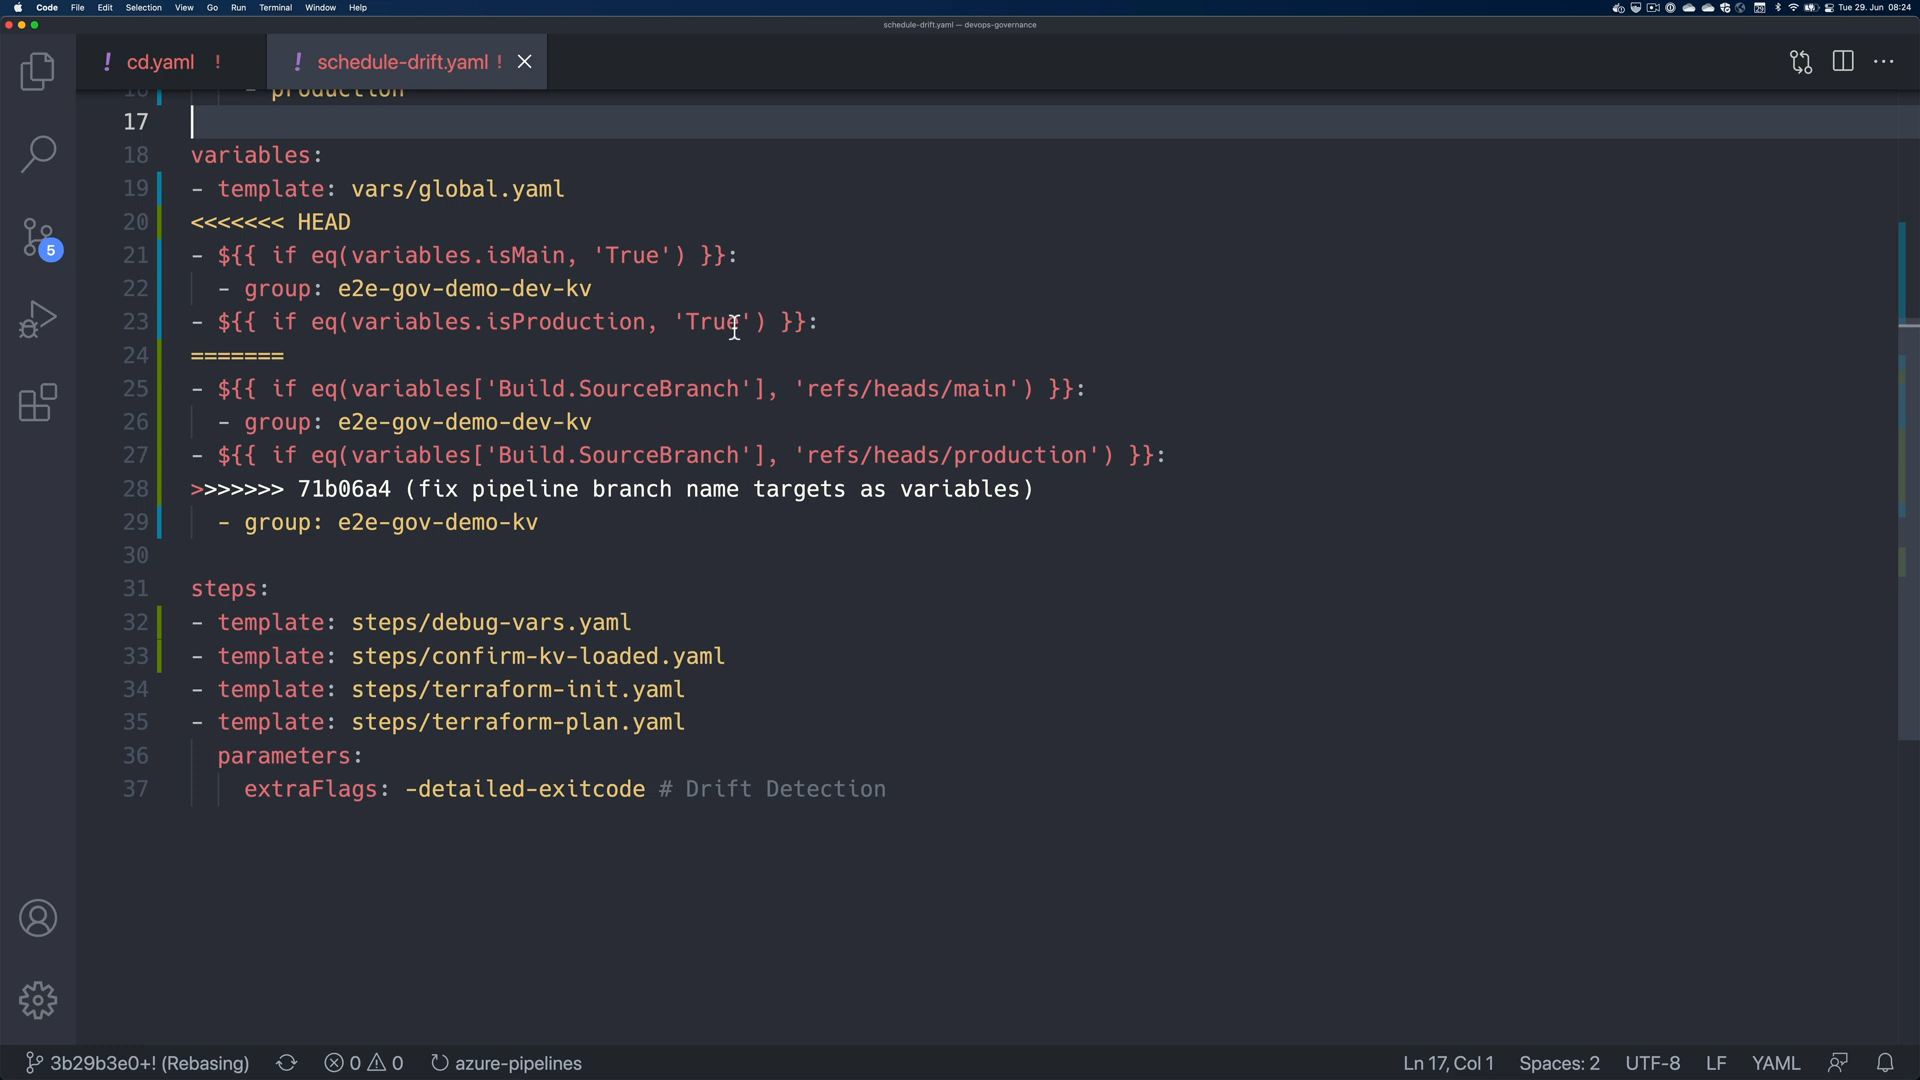 Code File Edit Selection View Go Run Terminal Window Help
Tue 29. Jun 08:24
schedule-drift.yaml — devops-governance
! cd.yaml !
! schedule-drift.yaml !
16 - production
17
18 variables:
19 - template: vars/global.yaml
20 <<<<<<< HEAD
21 - ${{ if eq(variables.isMain, 'True') }}:
22 - group: e2e-gov-demo-dev-kv
23 - ${{ if eq(variables.isProduction, 'True') }}:
24 =======
25 - ${{ if eq(variables['Build.SourceBranch'], 'refs/heads/main') }}:
26 - group: e2e-gov-demo-dev-kv
27 - ${{ if eq(variables['Build.SourceBranch'], 'refs/heads/production') }}:
28 >>>>>>> 71b06a4 (fix pipeline branch name targets as variables)
29 - group: e2e-gov-demo-kv
30
31 steps:
32 - template: steps/debug-vars.yaml
33 - template: steps/confirm-kv-loaded.yaml
34 - template: steps/terraform-init.yaml
35 - template: steps/terraform-plan.yaml
36 parameters:
37 extraFlags: -detailed-exitcode # Drift Detection
5
3b29b3e0+! (Rebasing) 0 0 azure-pipelines Ln 17, Col 1 Spaces: 2 UTF-8 LF YAML